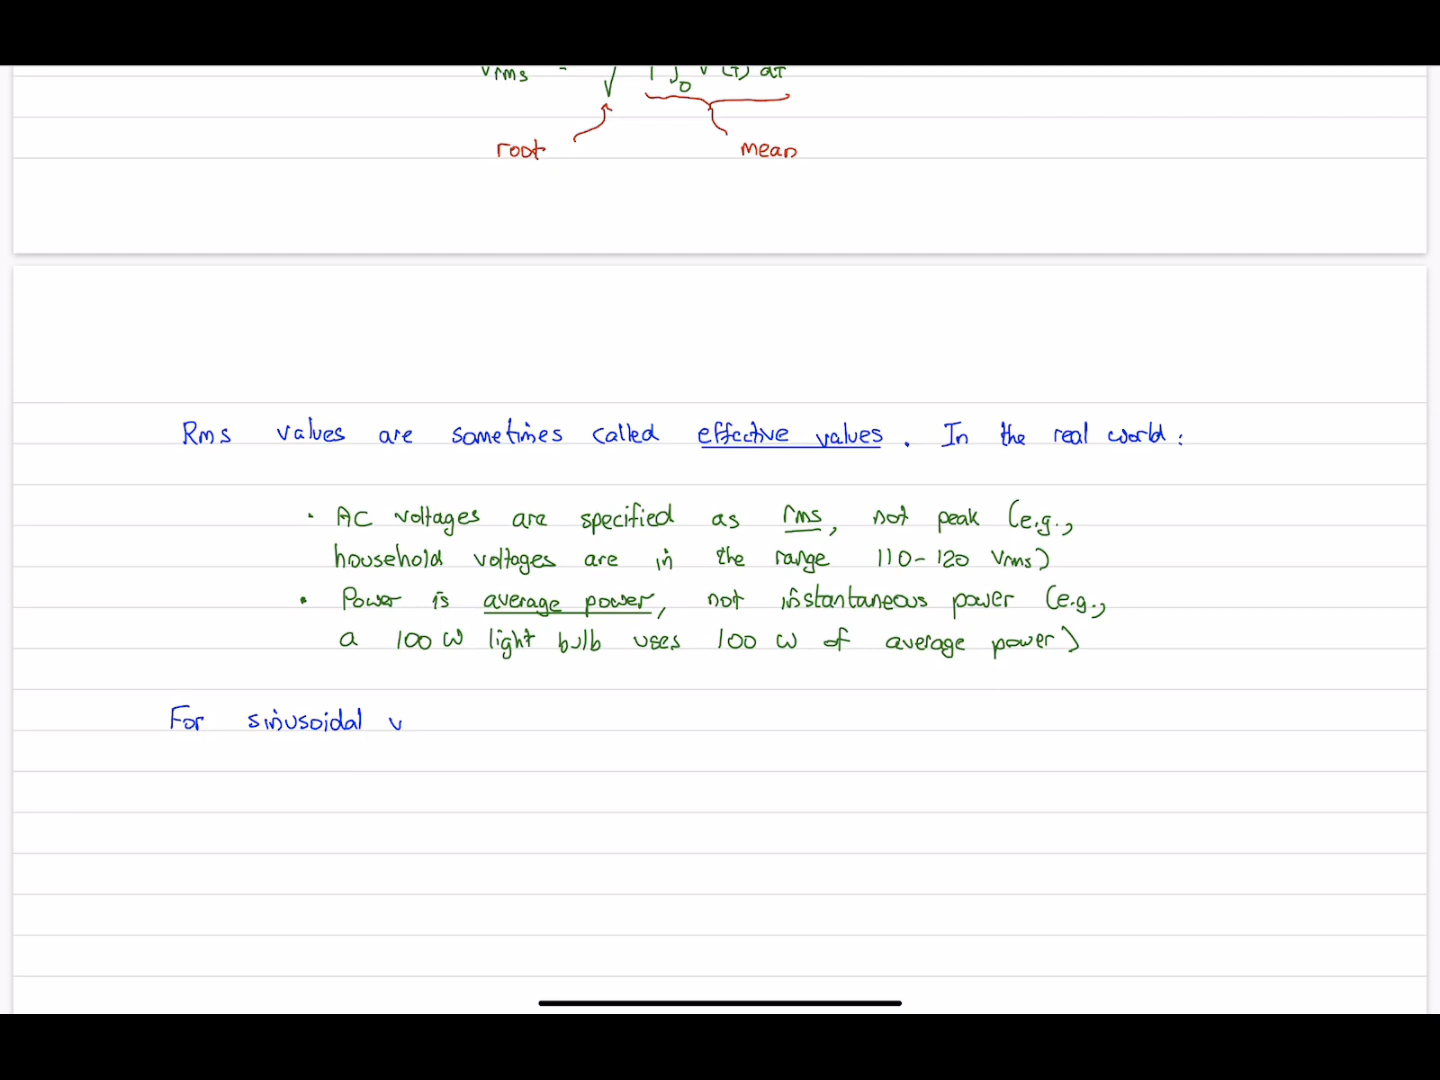 Vrms =
root mean
Rms values are sometimes called effective values. In the real world:
• AC voltages are specified as rms, not peak (e.g.,
household voltages are in the range 110-120 Vrms)
• Power is average power, not instantaneous power (e.g.,
a 100 W light bulb uses 100 W of average power)
For sinusoidal v